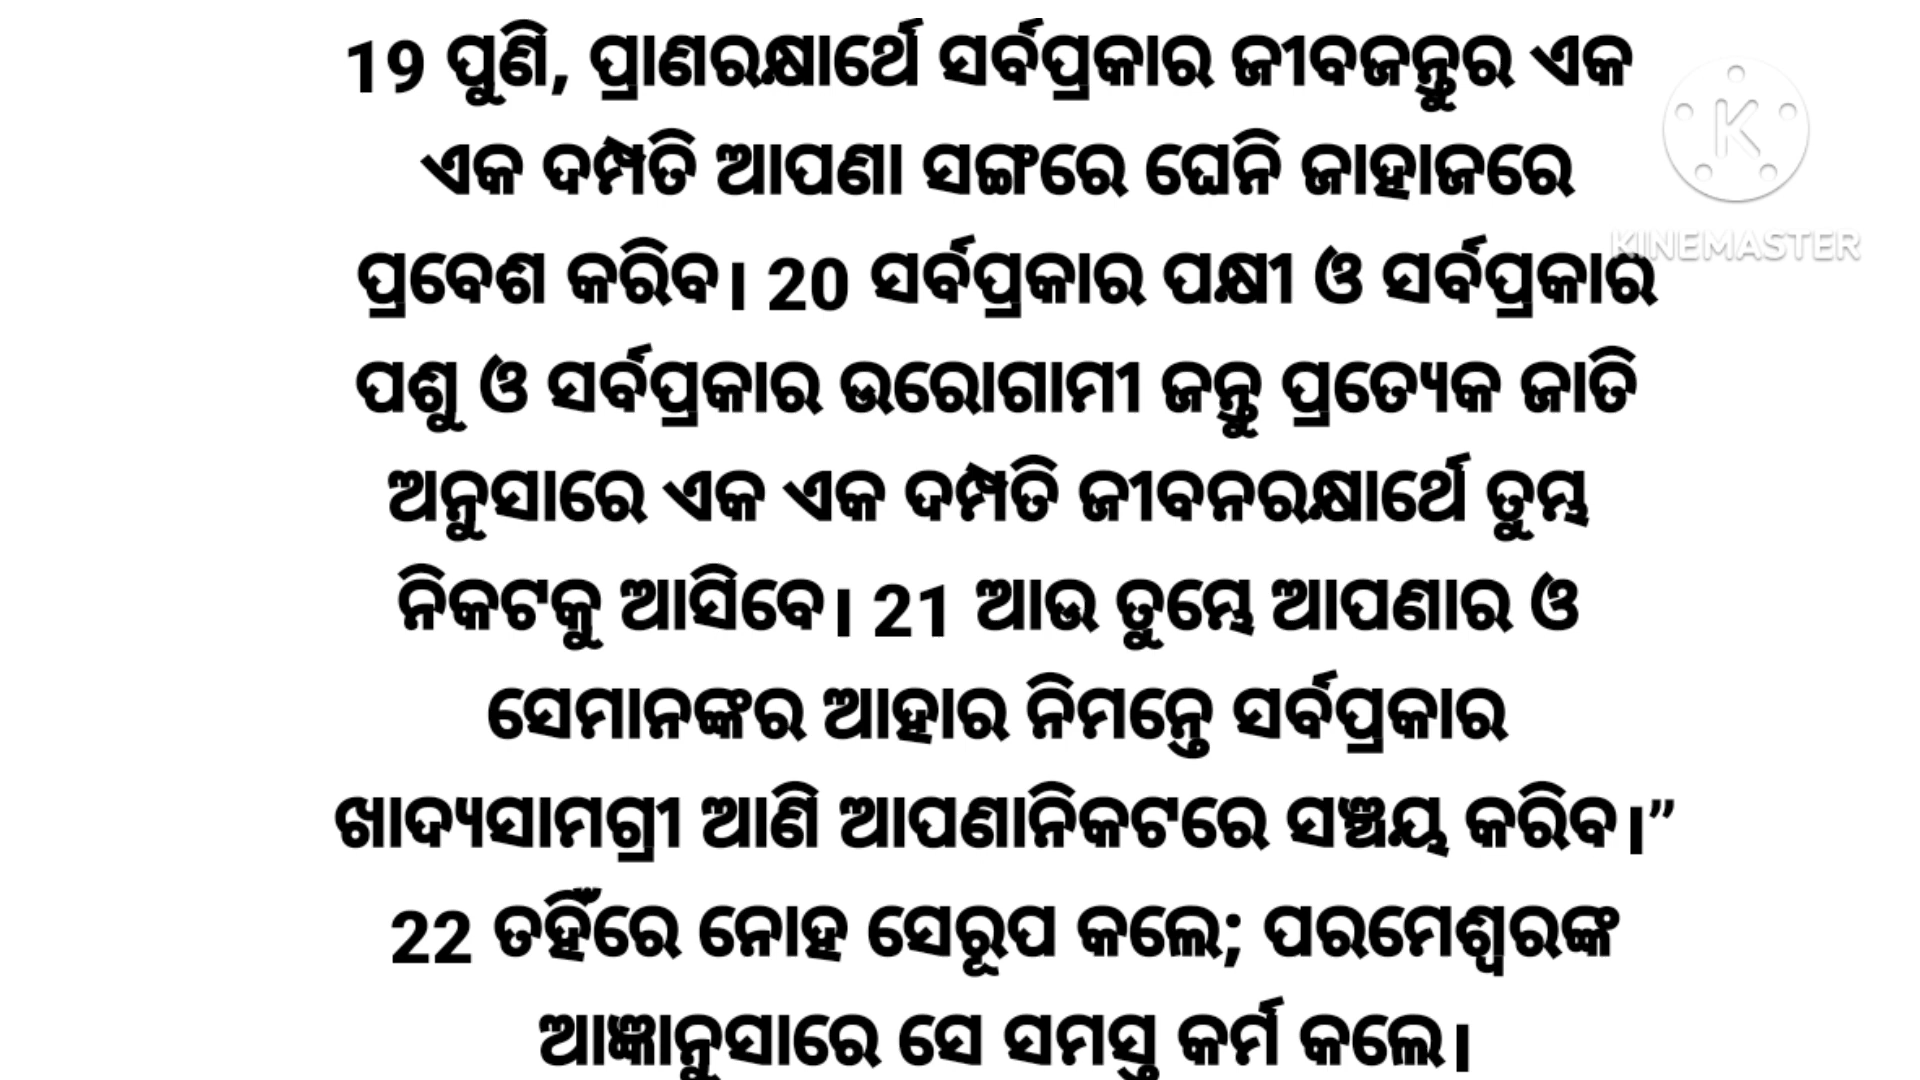 19 ପୁଣି, ପ୍ରାଣରକ୍ଷାର୍ଥେ ସର୍ବପ୍ରକାର ଜୀବଜନ୍ତୁର ଏକ
ଏକ ଦମ୍ପତି ଆପଣା ସଙ୍ଗରେ ଘେନି ଜାହାଜରେ
ପ୍ରବେଶ କରିବ। 20 ସର୍ବପ୍ରକାର ପକ୍ଷୀ ଓ ସର୍ବପ୍ରକାର
ପଶୁ ଓ ସର୍ବପ୍ରକାର ଉରୋଗାମୀ ଜନ୍ତୁ ପ୍ରତ୍ୟେକ ଜାତି
ଅନୁସାରେ ଏକ ଏକ ଦମ୍ପତି ଜୀବନରକ୍ଷାର୍ଥେ ତୁମ୍ଭ
ନିକଟକୁ ଆସିବେ। 21 ଆଉ ତୁମ୍ଭେ ଆପଣାର ଓ
ସେମାନଙ୍କର ଆହାର ନିମନ୍ତେ ସର୍ବପ୍ରକାର
ଖାଦ୍ୟସାମଗ୍ରୀ ଆଣି ଆପଣାନିକଟରେ ସଞ୍ଚୟ କରିବ।”
22 ତହିଁରେ ନୋହ ସେରୂପ କଲେ; ପରମେଶ୍ୱରଙ୍କ
ଆଜ୍ଞାନୁସାରେ ସେ ସମସ୍ତ କର୍ମ କଲେ।
K
KINEMASTER